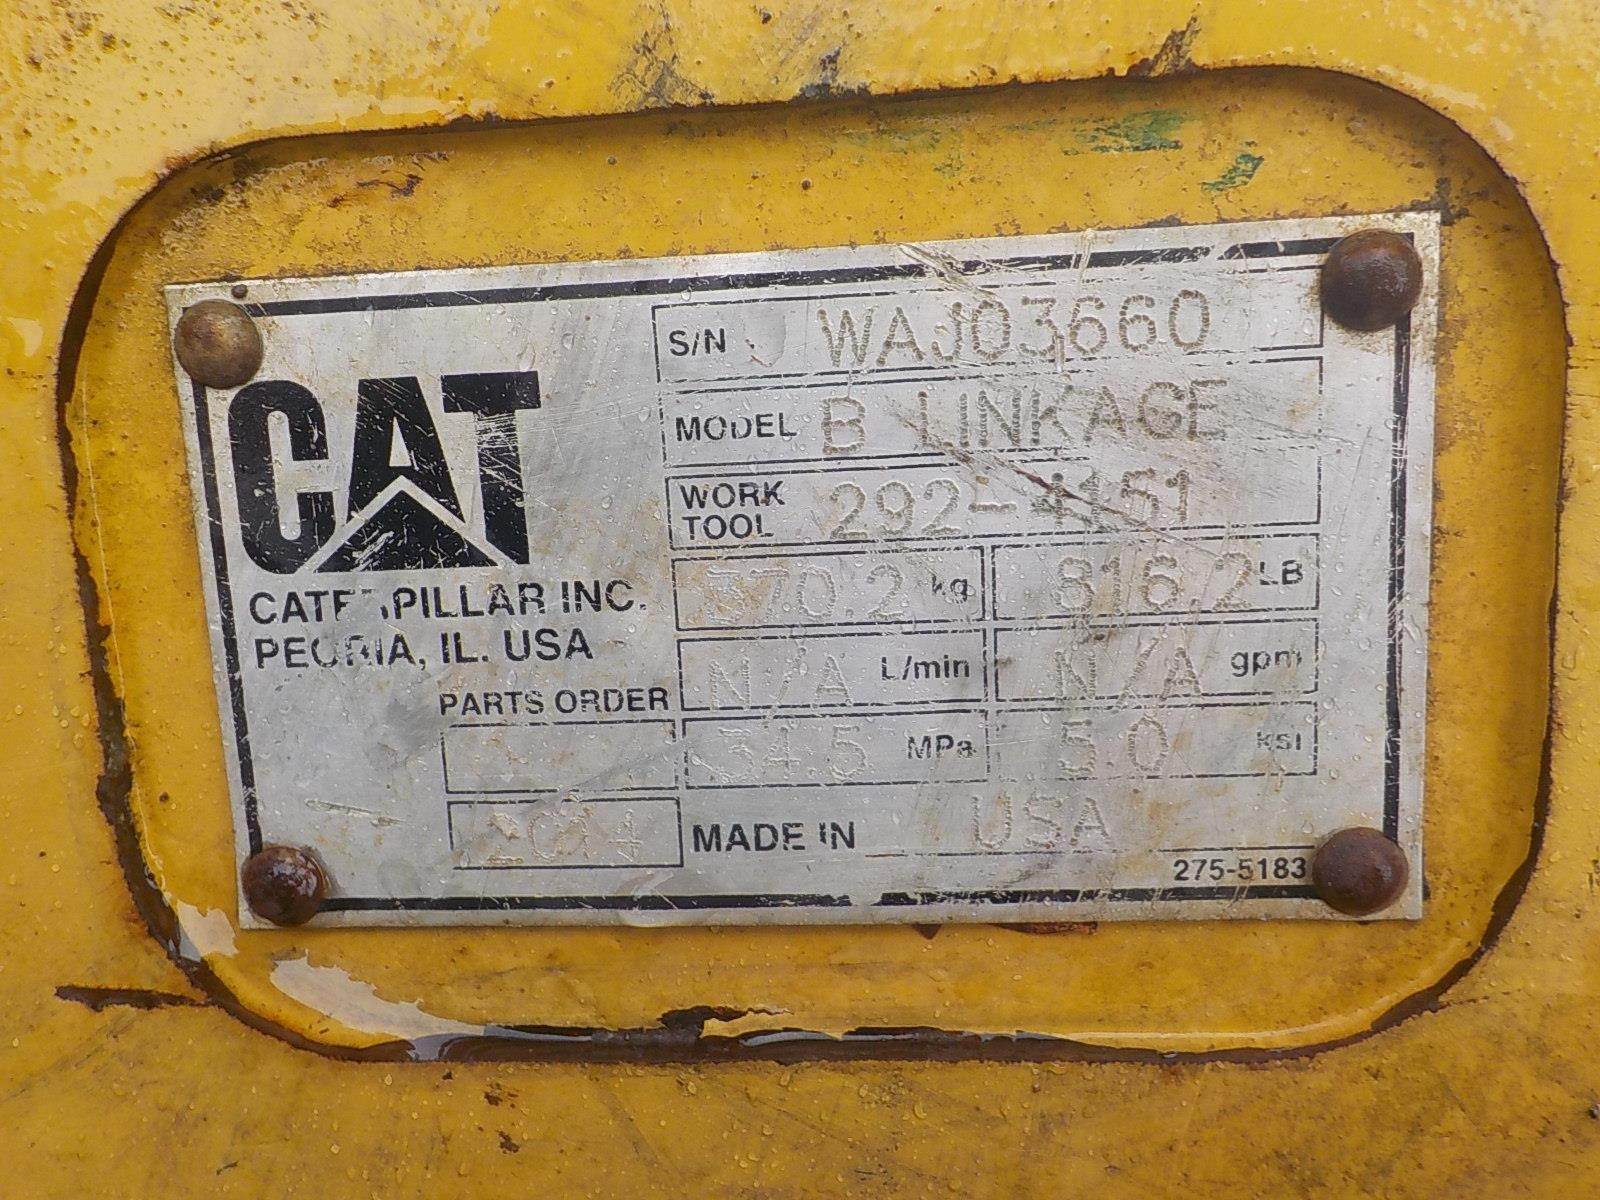 CAT
CATERPILLAR INC.
PEORIA, IL. USA
S/N WAJ03660
MODEL B LINKAGE
WORK TOOL 292-4151
370.2 kg 816.2 LB
N/A L/min N/A gpm
PARTS ORDER
34.5 MPa 5.0 ksi
2014 MADE IN USA
275-5183